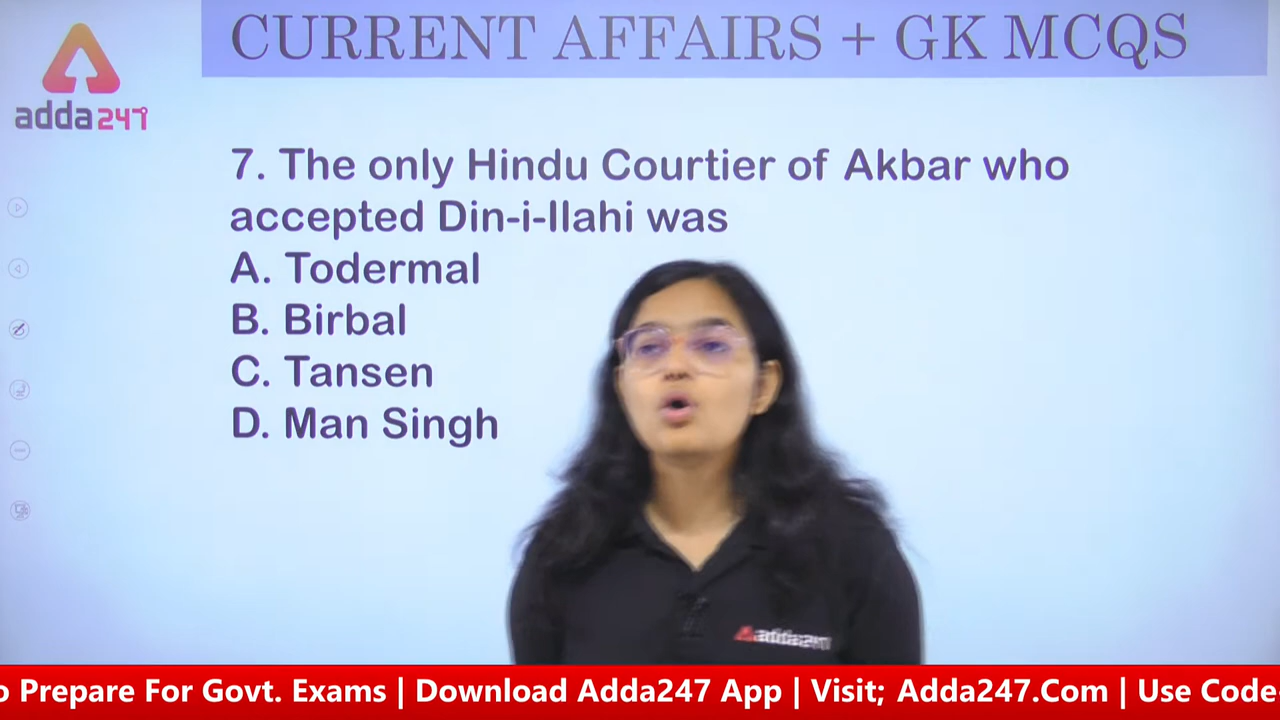 CURRENT AFFAIRS + GK MCQS
adda247
7. The only Hindu Courtier of Akbar who
accepted Din-i-Ilahi was
A. Todermal
B. Birbal
C. Tansen
D. Man Singh
adda247
o Prepare For Govt. Exams | Download Adda247 App | Visit; Adda247.Com | Use Code